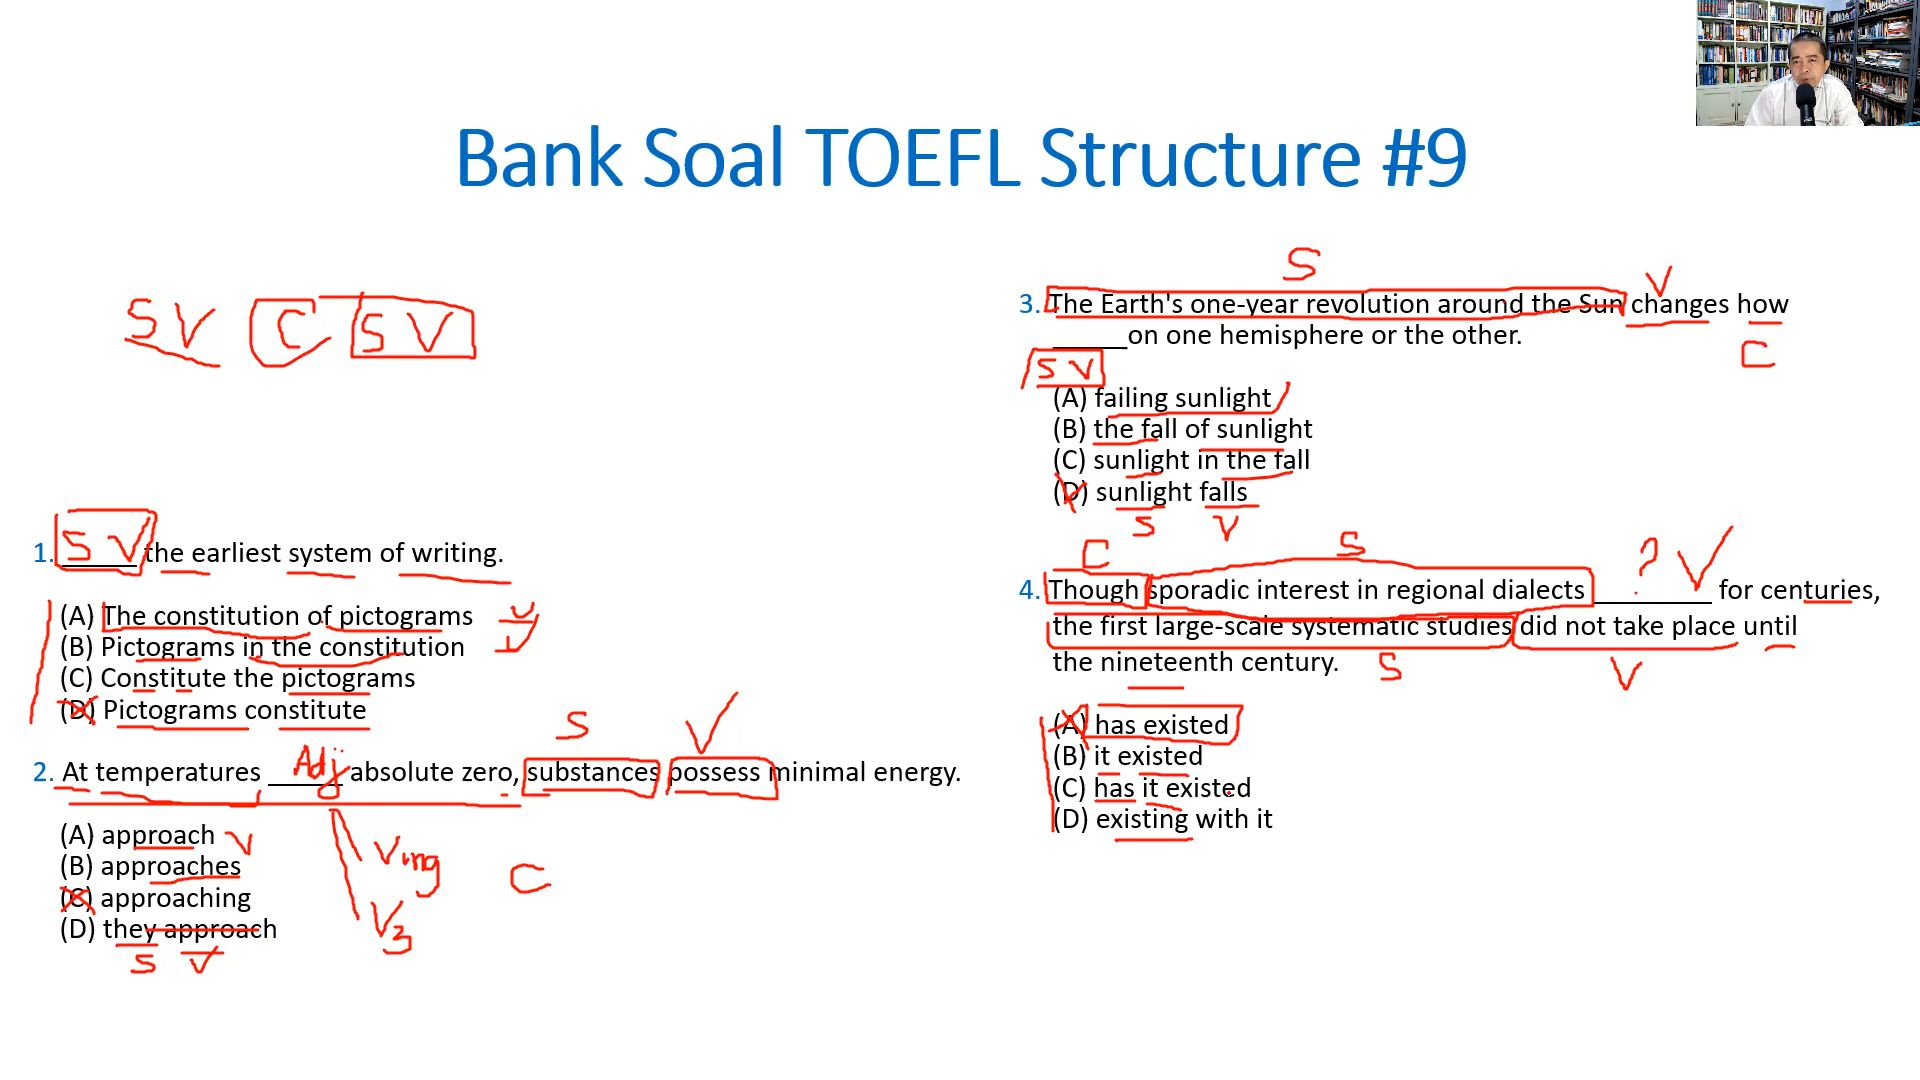 Bank Soal TOEFL Structure #9
S V C S V
S V
1. _____ the earliest system of writing.
(A) The constitution of pictograms
(B) Pictograms in the constitution
(C) Constitute the pictograms
(D) Pictograms constitute
S V
Adj
2. At temperatures _____ absolute zero, substances possess minimal energy.
(A) approach V
(B) approaches
(C) approaching
(D) they approach
S V
Ving
V3
C
S V
3. The Earth's one-year revolution around the Sun changes how
_____on one hemisphere or the other.
C
S V
(A) failing sunlight
(B) the fall of sunlight
(C) sunlight in the fall
(D) sunlight falls
S V
C S ? V
4. Though sporadic interest in regional dialects ________ for centuries,
the first large-scale systematic studies did not take place until
the nineteenth century.
S V
(A) has existed
(B) it existed
(C) has it existed
(D) existing with it